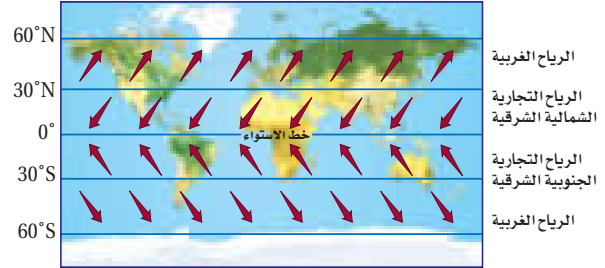 60°N
الرياح الغربية
30°N
الرياح التجارية
الشمالية الشرقية
0°
خط الاستواء
الرياح التجارية
الجنوبية الشرقية
30°S
الرياح الغربية
60°S